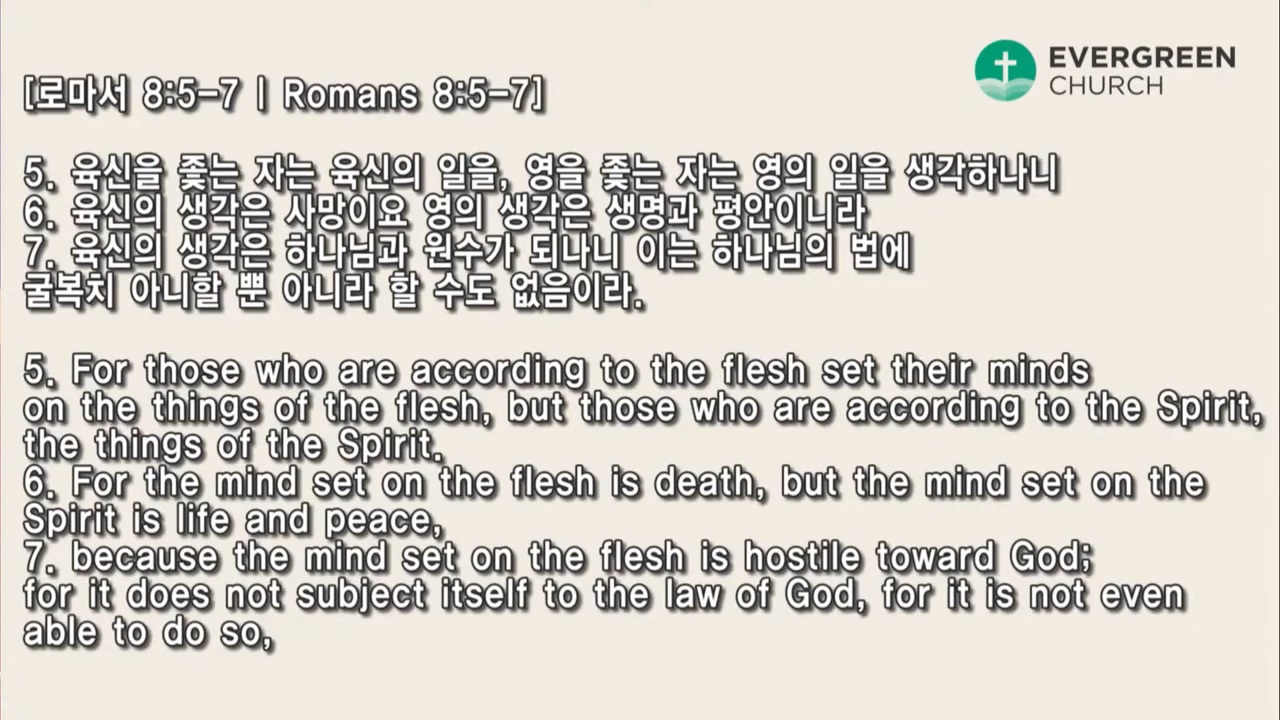 EVERGREEN
CHURCH
[로마서 8:5-7 | Romans 8:5-7]
5. 육신을 좇는 자는 육신의 일을, 영을 좇는 자는 영의 일을 생각하나니
6. 육신의 생각은 사망이요 영의 생각은 생명과 평안이니라
7. 육신의 생각은 하나님과 원수가 되나니 이는 하나님의 법에
굴복치 아니할 뿐 아니라 할 수도 없음이라.
5. For those who are according to the flesh set their minds
on the things of the flesh, but those who are according to the Spirit,
the things of the Spirit.
6. For the mind set on the flesh is death, but the mind set on the
Spirit is life and peace,
7. because the mind set on the flesh is hostile toward God;
for it does not subject itself to the law of God, for it is not even
able to do so,